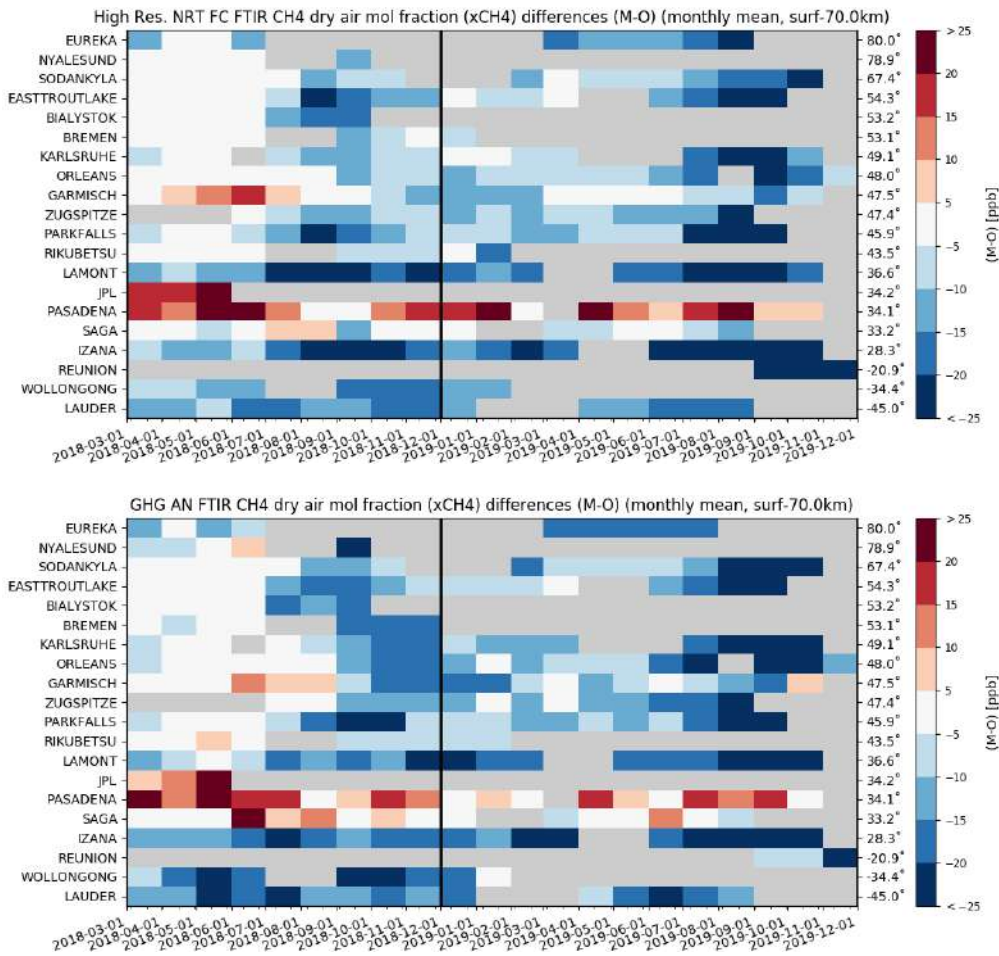 High Res. NRT FC FTIR CH4 dry air mol fraction (xCH4) differences (M-O) (monthly mean, surf-70.0km)
EUREKA 80.0°
NYALESUND 78.9°
SODANKYLA 67.4°
EASTTROUTLAKE 54.3°
BIALYSTOK 53.2°
BREMEN 53.1°
KARLSRUHE 49.1°
ORLEANS 48.0°
GARMISCH 47.5°
ZUGSPITZE 47.4°
PARKFALLS 45.9°
RIKUBETSU 43.5°
LAMONT 36.6°
JPL 34.2°
PASADENA 34.1°
SAGA 33.2°
IZANA 28.3°
REUNION -20.9°
WOLLONGONG -34.4°
LAUDER -45.0°
> 25
20
15
10
5
−5
−10
−15
−20
< −25
(M-O) [ppb]
2018-03-01
2018-04-01
2018-05-01
2018-06-01
2018-07-01
2018-08-01
2018-09-01
2018-10-01
2018-11-01
2018-12-01
2019-01-01
2019-02-01
2019-03-01
2019-04-01
2019-05-01
2019-06-01
2019-07-01
2019-08-01
2019-09-01
2019-10-01
2019-11-01
2019-12-01
GHG AN FTIR CH4 dry air mol fraction (xCH4) differences (M-O) (monthly mean, surf-70.0km)
EUREKA 80.0°
NYALESUND 78.9°
SODANKYLA 67.4°
EASTTROUTLAKE 54.3°
BIALYSTOK 53.2°
BREMEN 53.1°
KARLSRUHE 49.1°
ORLEANS 48.0°
GARMISCH 47.5°
ZUGSPITZE 47.4°
PARKFALLS 45.9°
RIKUBETSU 43.5°
LAMONT 36.6°
JPL 34.2°
PASADENA 34.1°
SAGA 33.2°
IZANA 28.3°
REUNION -20.9°
WOLLONGONG -34.4°
LAUDER -45.0°
> 25
20
15
10
5
−5
−10
−15
−20
< −25
(M-O) [ppb]
2018-03-01
2018-04-01
2018-05-01
2018-06-01
2018-07-01
2018-08-01
2018-09-01
2018-10-01
2018-11-01
2018-12-01
2019-01-01
2019-02-01
2019-03-01
2019-04-01
2019-05-01
2019-06-01
2019-07-01
2019-08-01
2019-09-01
2019-10-01
2019-11-01
2019-12-01